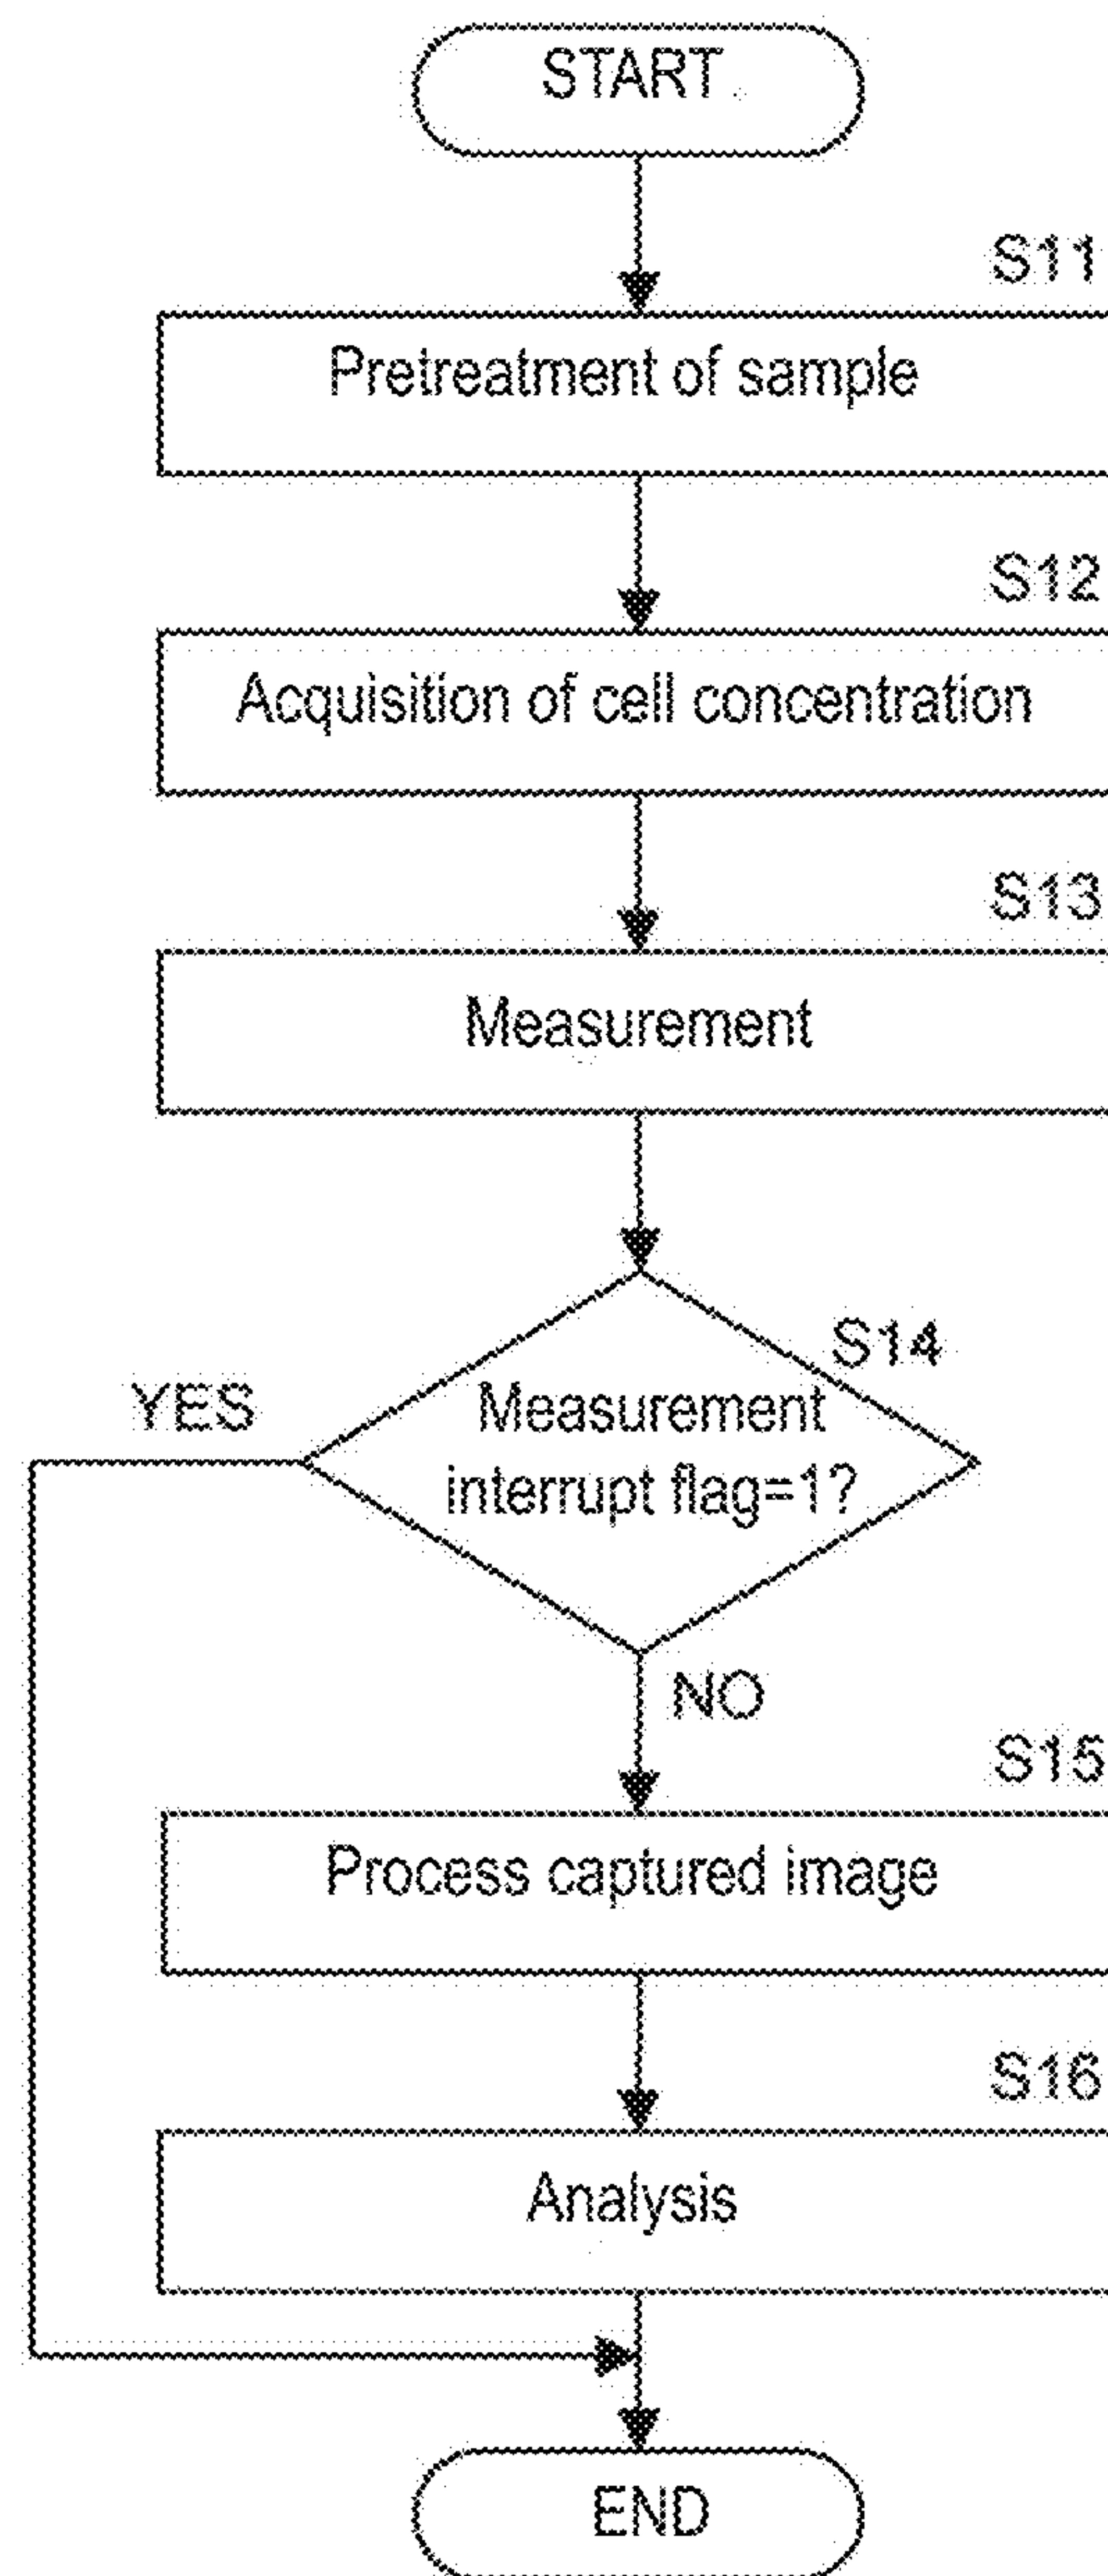 START
S11
Pretreatment of sample
S12
Acquisition of cell concentration
S13
Measurement
S14
YES
Measurement
interrupt flag=1?
NO
S15
Process captured image
S16
Analysis
END